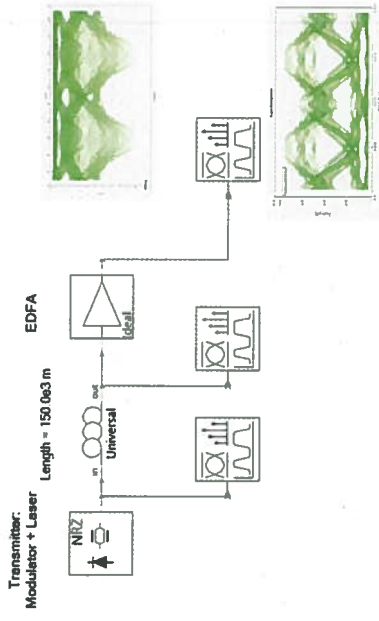 Transmitter:
Modulator + Laser
Length = 150.0e3 m
EDFA
NRZ
in
out
Universal
Ideal